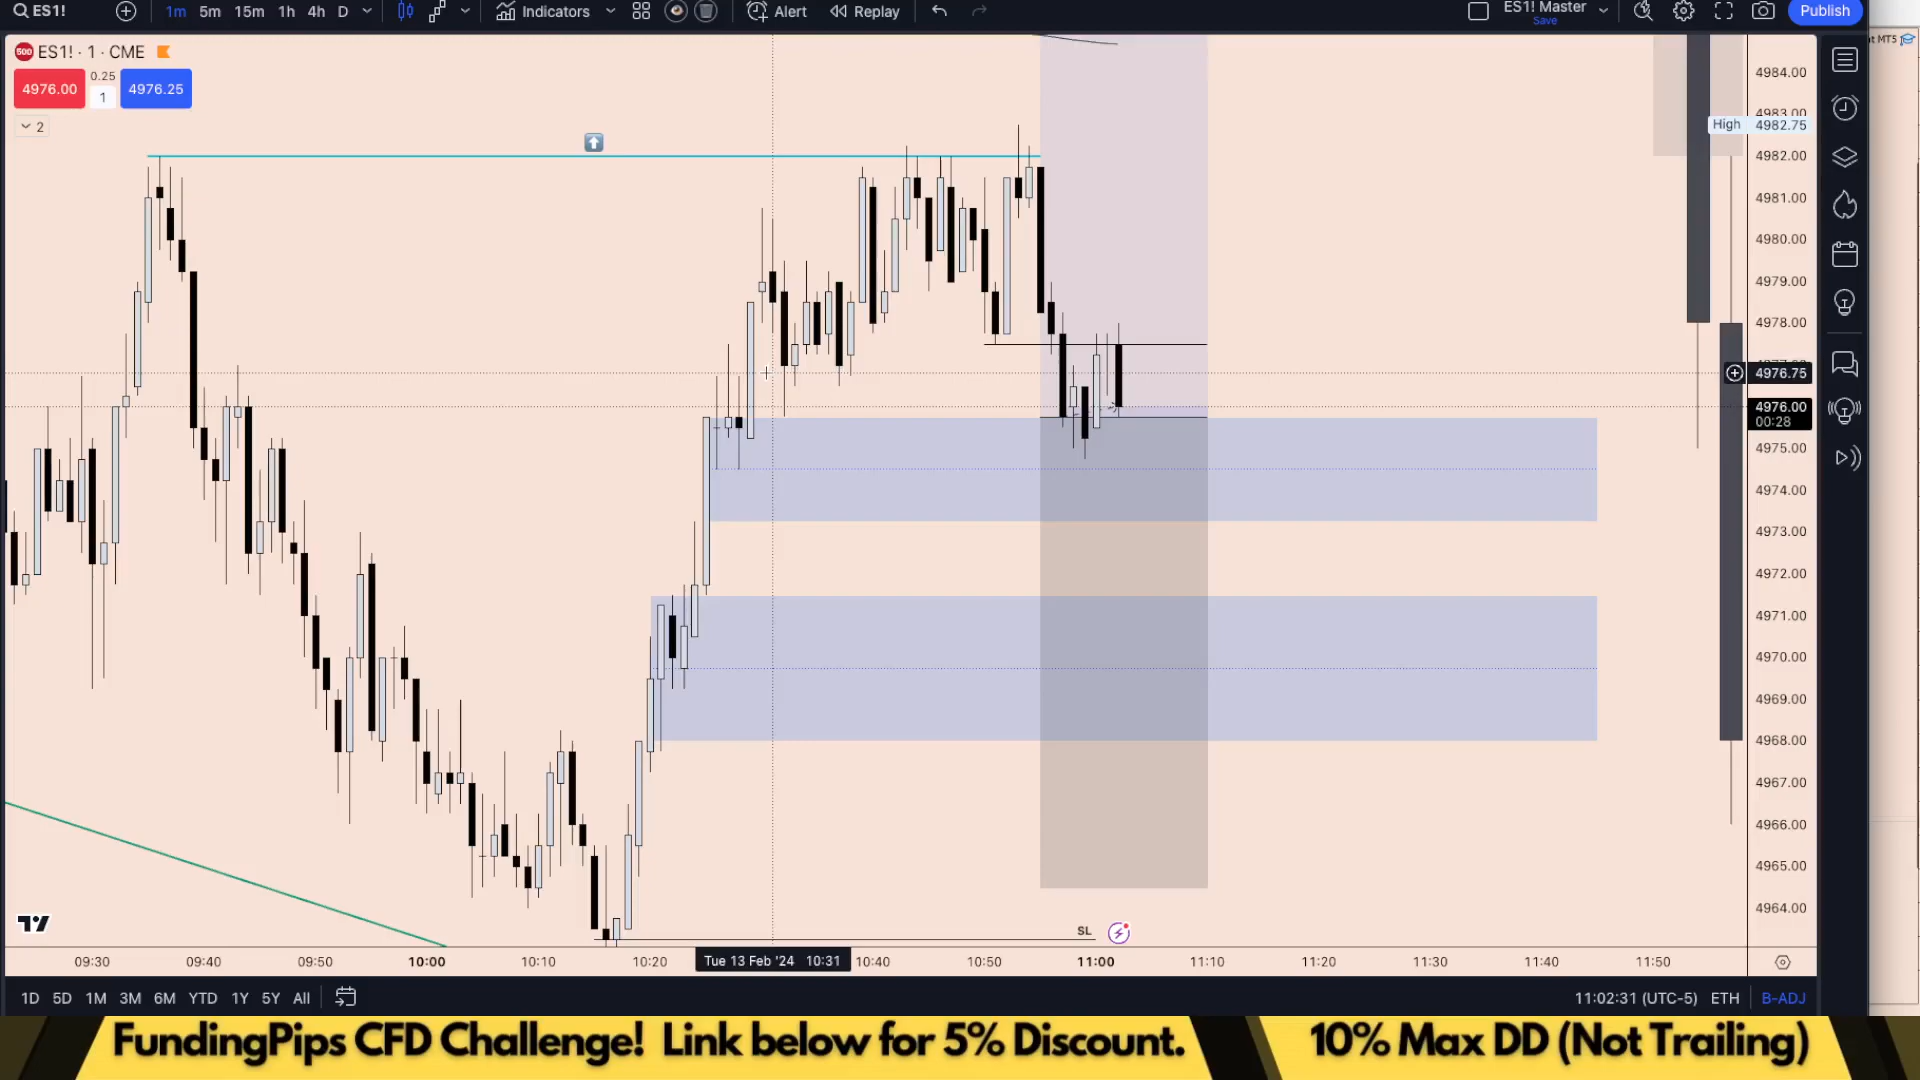 ES1!
1m 5m 15m 1h 4h D
Indicators
Alert
Replay
ES1! Master
Save
Publish
ES1! · 1 · CME
4976.00
0.25
1
4976.25
2
at MT5
4984.00
4983.00
High 4982.75
4982.00
4981.00
4980.00
4979.00
4978.00
4976.75
4976.00
00:28
4975.00
4974.00
4973.00
4972.00
4971.00
4970.00
4969.00
4968.00
4967.00
4966.00
4965.00
4964.00
SL
09:30 09:40 09:50 10:00 10:10 10:20 Tue 13 Feb '24 10:31 10:40 10:50 11:00 11:10 11:20 11:30 11:40 11:50
1D 5D 1M 3M 6M YTD 1Y 5Y All
11:02:31 (UTC-5) ETH B-ADJ
FundingPips CFD Challenge! Link below for 5% Discount.
10% Max DD (Not Trailing)